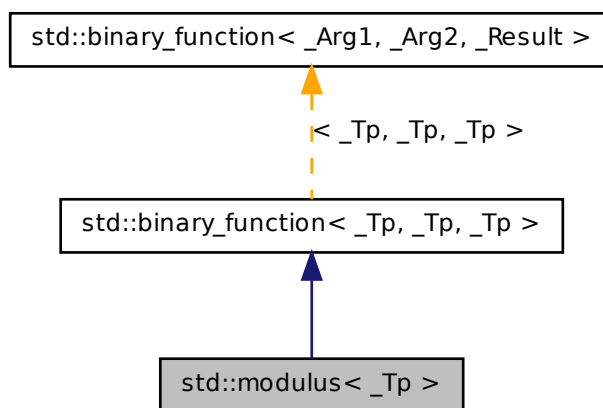 std::binary_function< _Arg1, _Arg2, _Result >
< _Tp, _Tp, _Tp >
std::binary_function< _Tp, _Tp, _Tp >
std::modulus< _Tp >